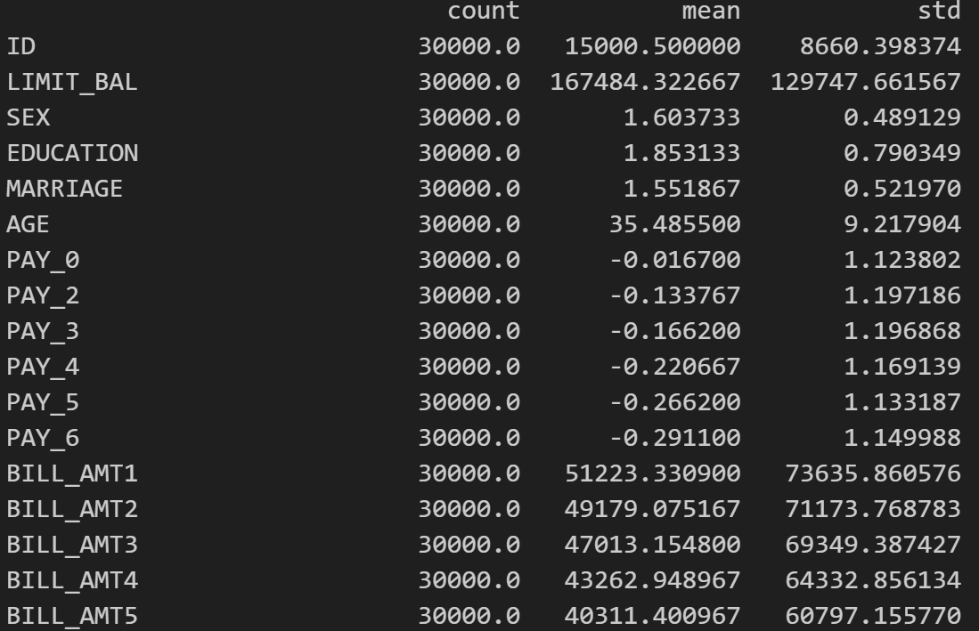 count mean std
ID 30000.0 15000.500000 8660.398374
LIMIT_BAL 30000.0 167484.322667 129747.661567
SEX 30000.0 1.603733 0.489129
EDUCATION 30000.0 1.853133 0.790349
MARRIAGE 30000.0 1.551867 0.521970
AGE 30000.0 35.485500 9.217904
PAY_0 30000.0 -0.016700 1.123802
PAY_2 30000.0 -0.133767 1.197186
PAY_3 30000.0 -0.166200 1.196868
PAY_4 30000.0 -0.220667 1.169139
PAY_5 30000.0 -0.266200 1.133187
PAY_6 30000.0 -0.291100 1.149988
BILL_AMT1 30000.0 51223.330900 73635.860576
BILL_AMT2 30000.0 49179.075167 71173.768783
BILL_AMT3 30000.0 47013.154800 69349.387427
BILL_AMT4 30000.0 43262.948967 64332.856134
BILL_AMT5 30000.0 40311.400967 60797.155770